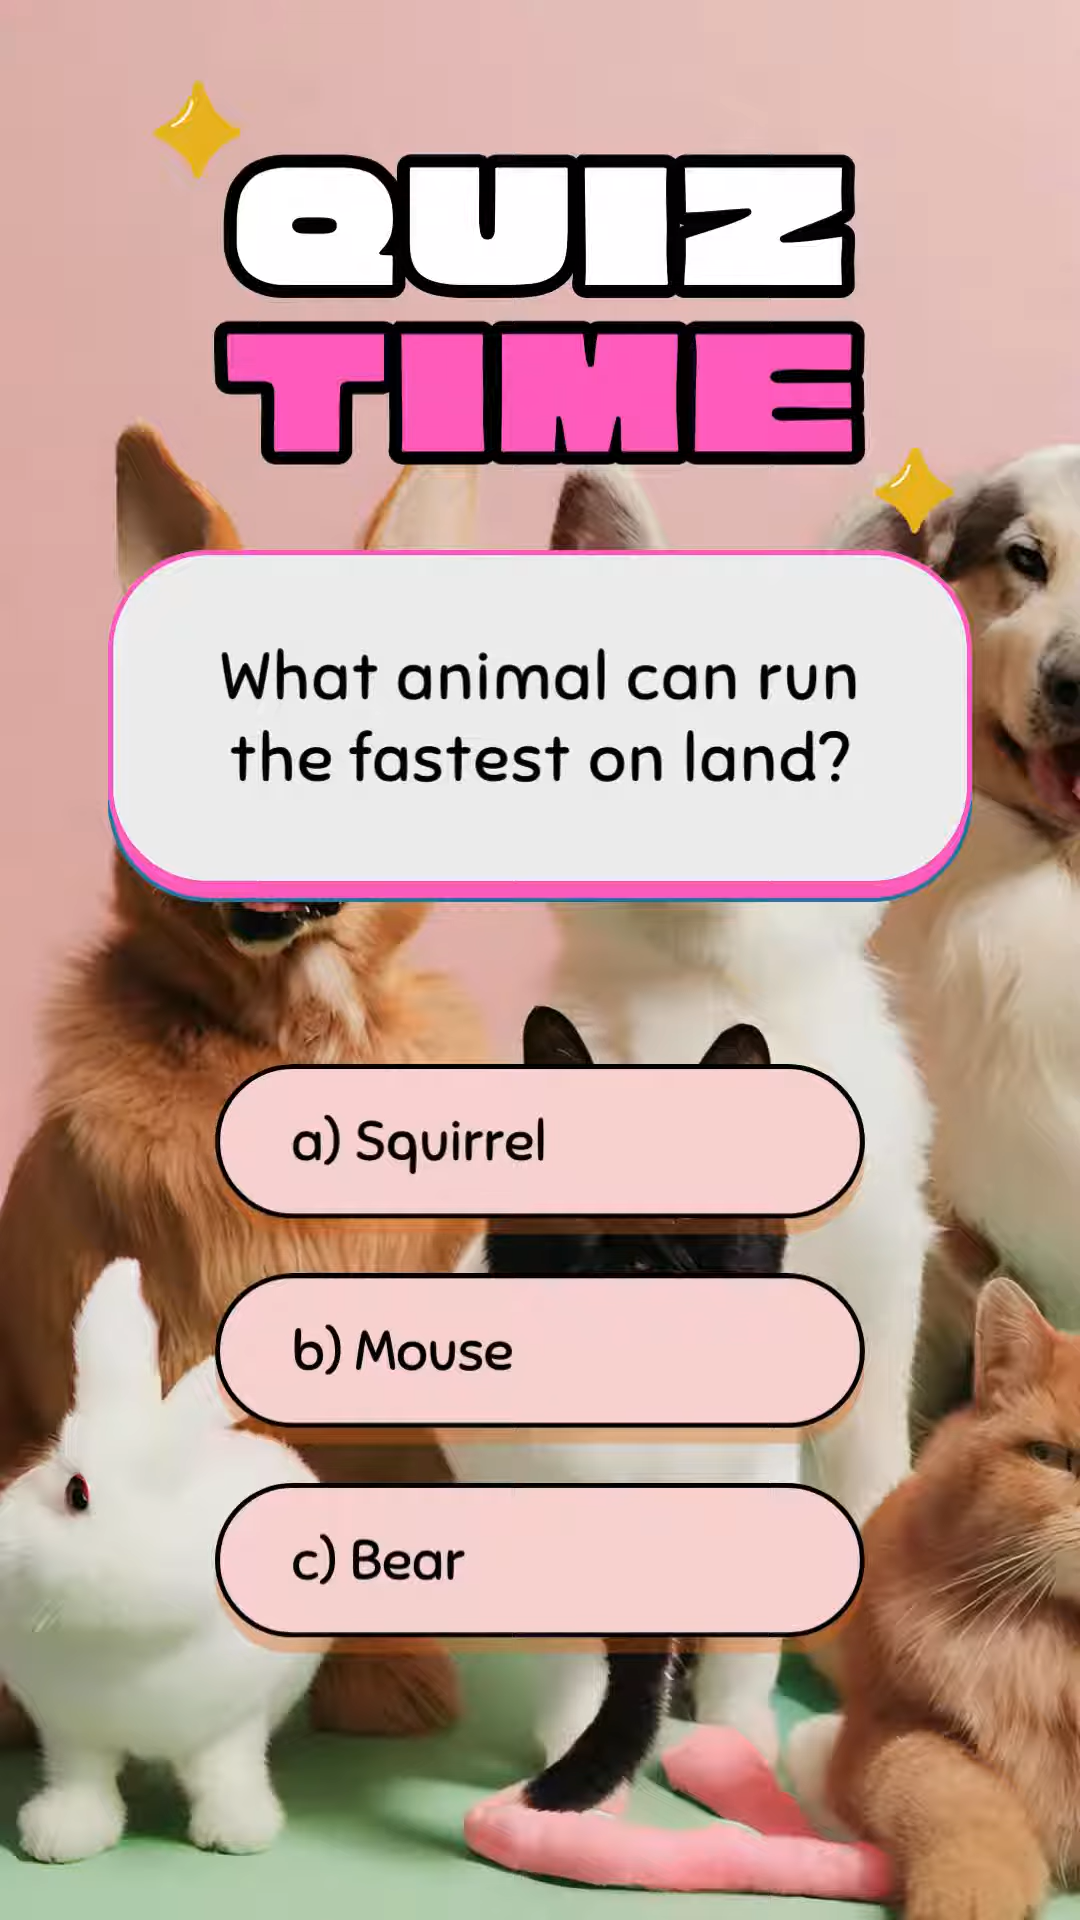 QUIZ
TIME
What animal can run
the fastest on land?
a) Squirrel
b) Mouse
c) Bear